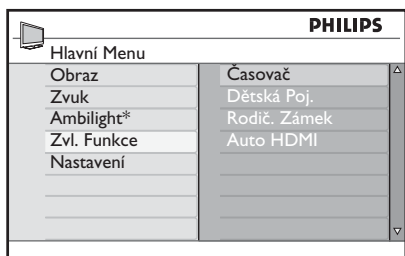 PHILIPS
Hlavní Menu
Obraz
Zvuk
Ambilight*
Zvl. Funkce
Nastavení
Časovač
Dětská Poj.
Rodič. Zámek
Auto HDMI